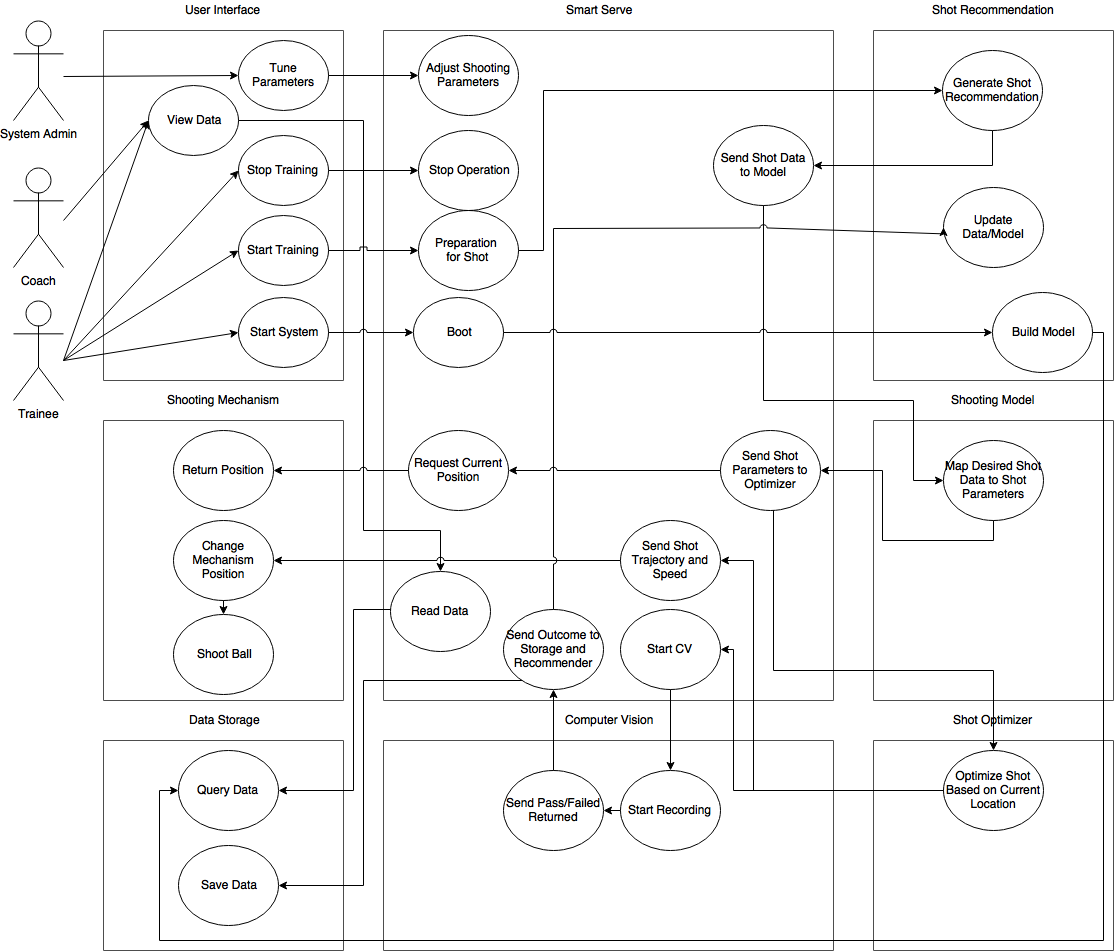 User Interface
Smart Serve
Shot Recommendation
System Admin
Coach
Trainee
Tune
Parameters
View Data
Stop Training
Start Training
Start System
Adjust Shooting
Parameters
Stop Operation
Preparation
for Shot
Boot
Send Shot Data
to Model
Generate Shot
Recommendation
Update
Data/Model
Build Model
Shooting Mechanism
Shooting Model
Return Position
Change
Mechanism
Position
Shoot Ball
Request Current
Position
Send Shot
Parameters to
Optimizer
Send Shot
Trajectory and
Speed
Read Data
Send Outcome to
Storage and
Recommender
Start CV
Map Desired Shot
Data to Shot
Parameters
Data Storage
Computer Vision
Shot Optimizer
Query Data
Save Data
Send Pass/Failed
Returned
Start Recording
Optimize Shot
Based on Current
Location